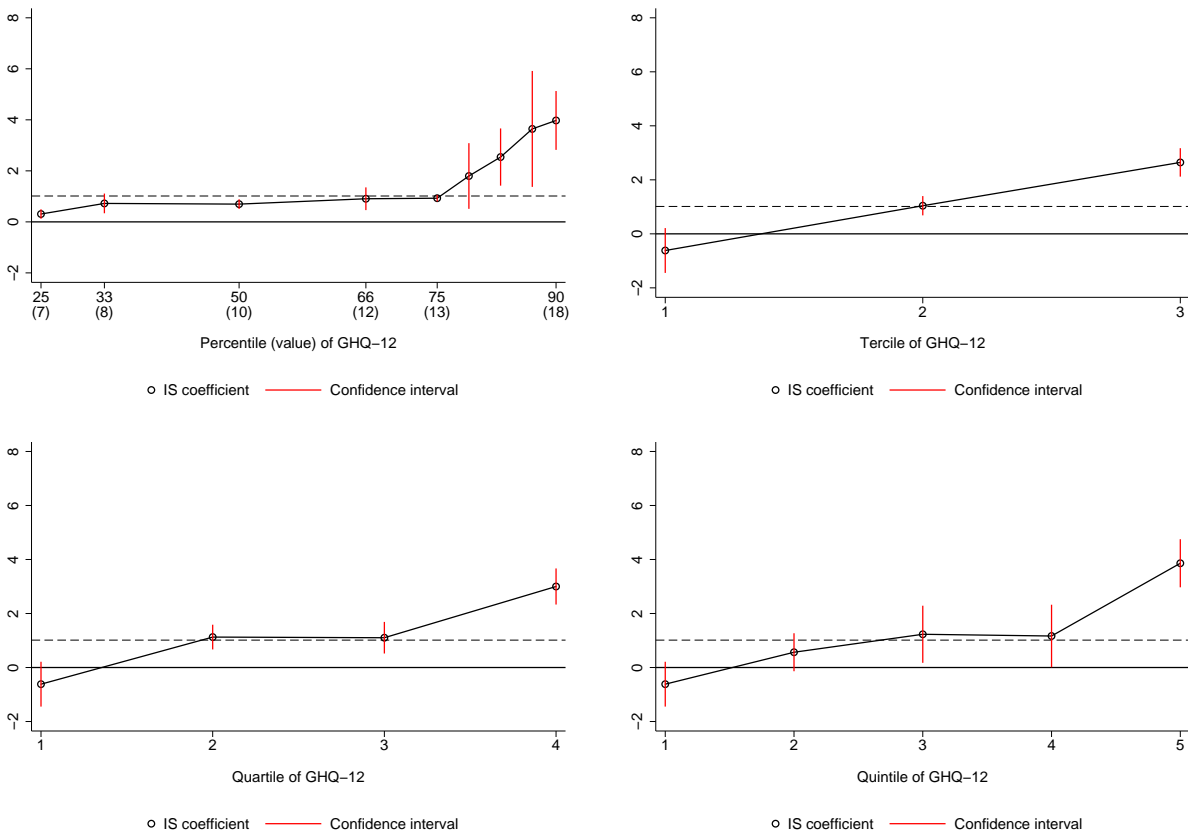 8
6
4
2
0
−2
25 33 50 66 75 90
(7) (8) (10) (12) (13) (18)
Percentile (value) of GHQ−12
IS coefficient Confidence interval
8
6
4
2
0
−2
1 2 3
Tercile of GHQ−12
IS coefficient Confidence interval
8
6
4
2
0
−2
1 2 3 4
Quartile of GHQ−12
IS coefficient Confidence interval
8
6
4
2
0
−2
1 2 3 4 5
Quintile of GHQ−12
IS coefficient Confidence interval